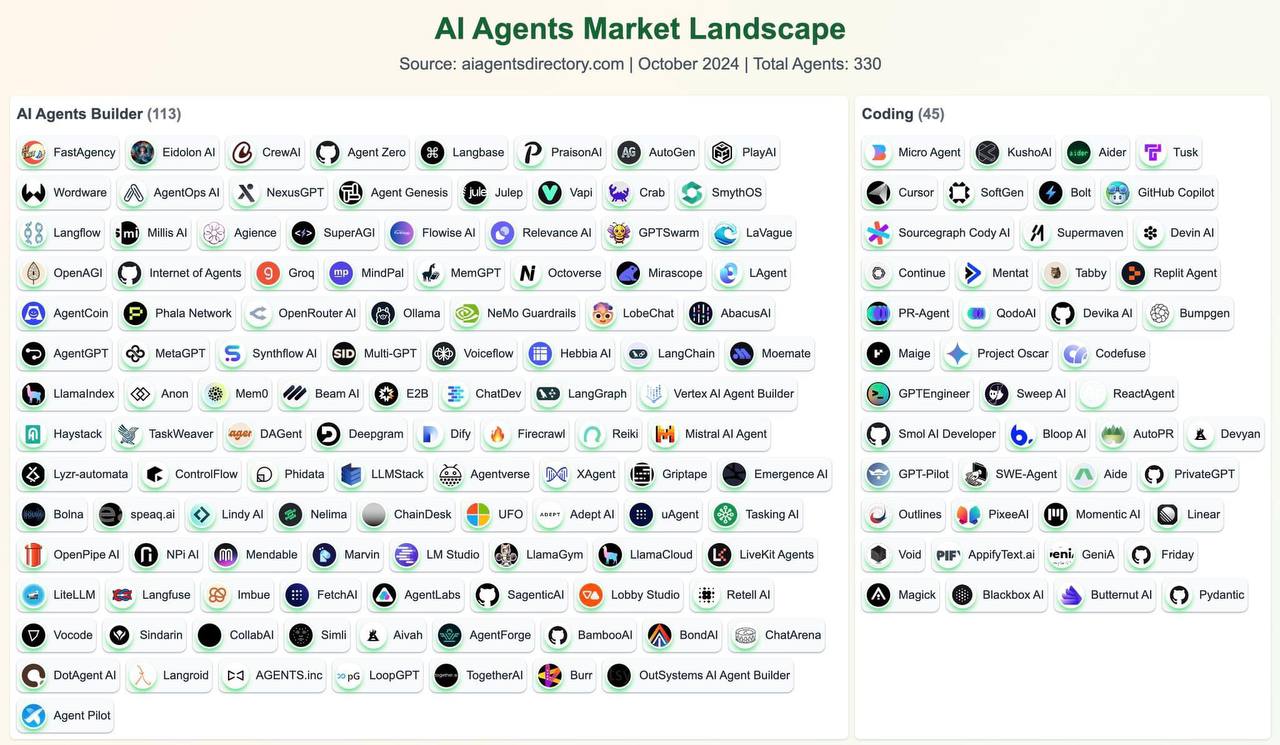 AI Agents Market Landscape
Source: aiagentsdirectory.com | October 2024 | Total Agents: 330
AI Agents Builder (113)
FastAgency Eidolon AI CrewAI Agent Zero Langbase PraisonAI AG AutoGen PlayAI
Wordware AgentOps AI NexusGPT Agent Genesis jule Julep Vapi Crab SmythOS
Langflow mi Millis AI Agience SuperAGI Flowise AI Relevance AI GPTSwarm LaVague
OpenAGI Internet of Agents Groq mp MindPal MemGPT Octoverse Mirascope LAgent
AgentCoin Phala Network OpenRouter AI Ollama NeMo Guardrails LobeChat AbacusAI
AgentGPT MetaGPT Synthflow AI SID Multi-GPT Voiceflow Hebbia AI LangChain Moemate
LlamaIndex Anon Mem0 Beam AI E2B ChatDev LangGraph Vertex AI Agent Builder
Haystack TaskWeaver DAGent Deepgram Dify Firecrawl Reiki Mistral AI Agent
Lyzr-automata ControlFlow Phidata LLMStack Agentverse XAgent Griptape Emergence AI
Bolna speaq.ai Lindy AI Nelima ChainDesk UFO ADEPT Adept AI uAgent Tasking AI
OpenPipe AI NPi AI Mendable Marvin LM Studio LlamaGym LlamaCloud LiveKit Agents
LiteLLM Langfuse Imbue FetchAI AgentLabs SagenticAI Lobby Studio Retell AI
Vocode Sindarin CollabAI Simli Aivah AgentForge BambooAI BondAI ChatArena
DotAgent AI Langroid AGENTS.inc pG LoopGPT TogetherAI Burr OutSystems AI Agent Builder
Agent Pilot
Coding (45)
Micro Agent KushoAI aider Aider Tusk
Cursor SoftGen Bolt GitHub Copilot
Sourcegraph Cody AI Supermaven Devin AI
Continue Mentat Tabby Replit Agent
PR-Agent QodoAI Devika AI Bumpgen
Maige Project Oscar Codefuse
GPTEngineer Sweep AI ReactAgent
Smol AI Developer b. Bloop AI AutoPR Devyan
GPT-Pilot SWE-Agent Aide PrivateGPT
Outlines PixeeAI Momentic AI Linear
Void PIF AppifyText.ai GeniA Friday
Magick Blackbox AI Butternut AI Pydantic